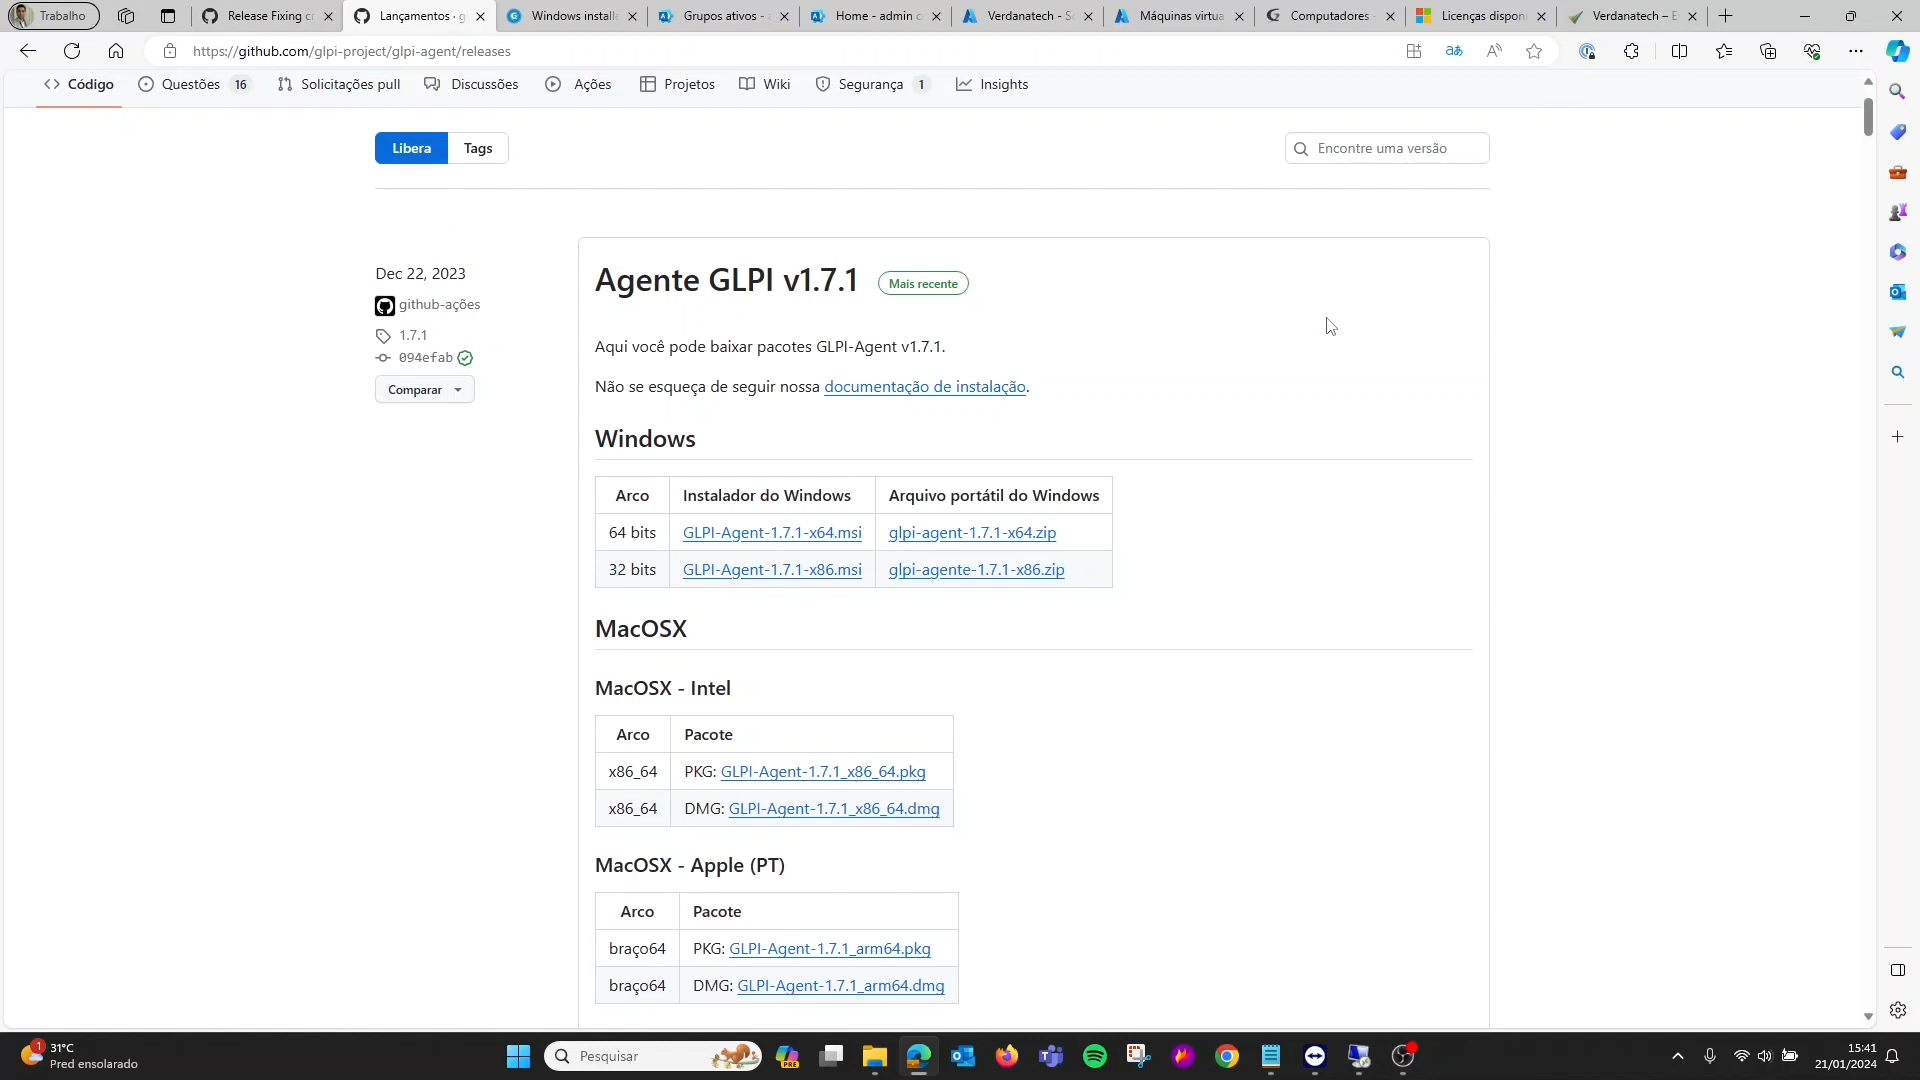 Trabalho
Release Fixing cr
Lançamentos · g
Windows installe
Grupos ativos - a
Home - admin c
Verdanatech - Se
Máquinas virtua
Computadores -
Licenças disponí
Verdanatech – E
https://github.com/glpi-project/glpi-agent/releases
Código
Questões 16
Solicitações pull
Discussões
Ações
Projetos
Wiki
Segurança 1
Insights
Libera
Tags
Encontre uma versão
Dec 22, 2023
github-ações
1.7.1
094efab
Comparar
Agente GLPI v1.7.1 Mais recente
Aqui você pode baixar pacotes GLPI-Agent v1.7.1.
Não se esqueça de seguir nossa documentação de instalação.
Windows
Arco Instalador do Windows Arquivo portátil do Windows
64 bits GLPI-Agent-1.7.1-x64.msi glpi-agent-1.7.1-x64.zip
32 bits GLPI-Agent-1.7.1-x86.msi glpi-agente-1.7.1-x86.zip
MacOSX
MacOSX - Intel
Arco Pacote
x86_64 PKG: GLPI-Agent-1.7.1_x86_64.pkg
x86_64 DMG: GLPI-Agent-1.7.1_x86_64.dmg
MacOSX - Apple (PT)
Arco Pacote
braço64 PKG: GLPI-Agent-1.7.1_arm64.pkg
braço64 DMG: GLPI-Agent-1.7.1_arm64.dmg
1
31°C
Pred ensolarado
Pesquisar
PRE
15:41
21/01/2024